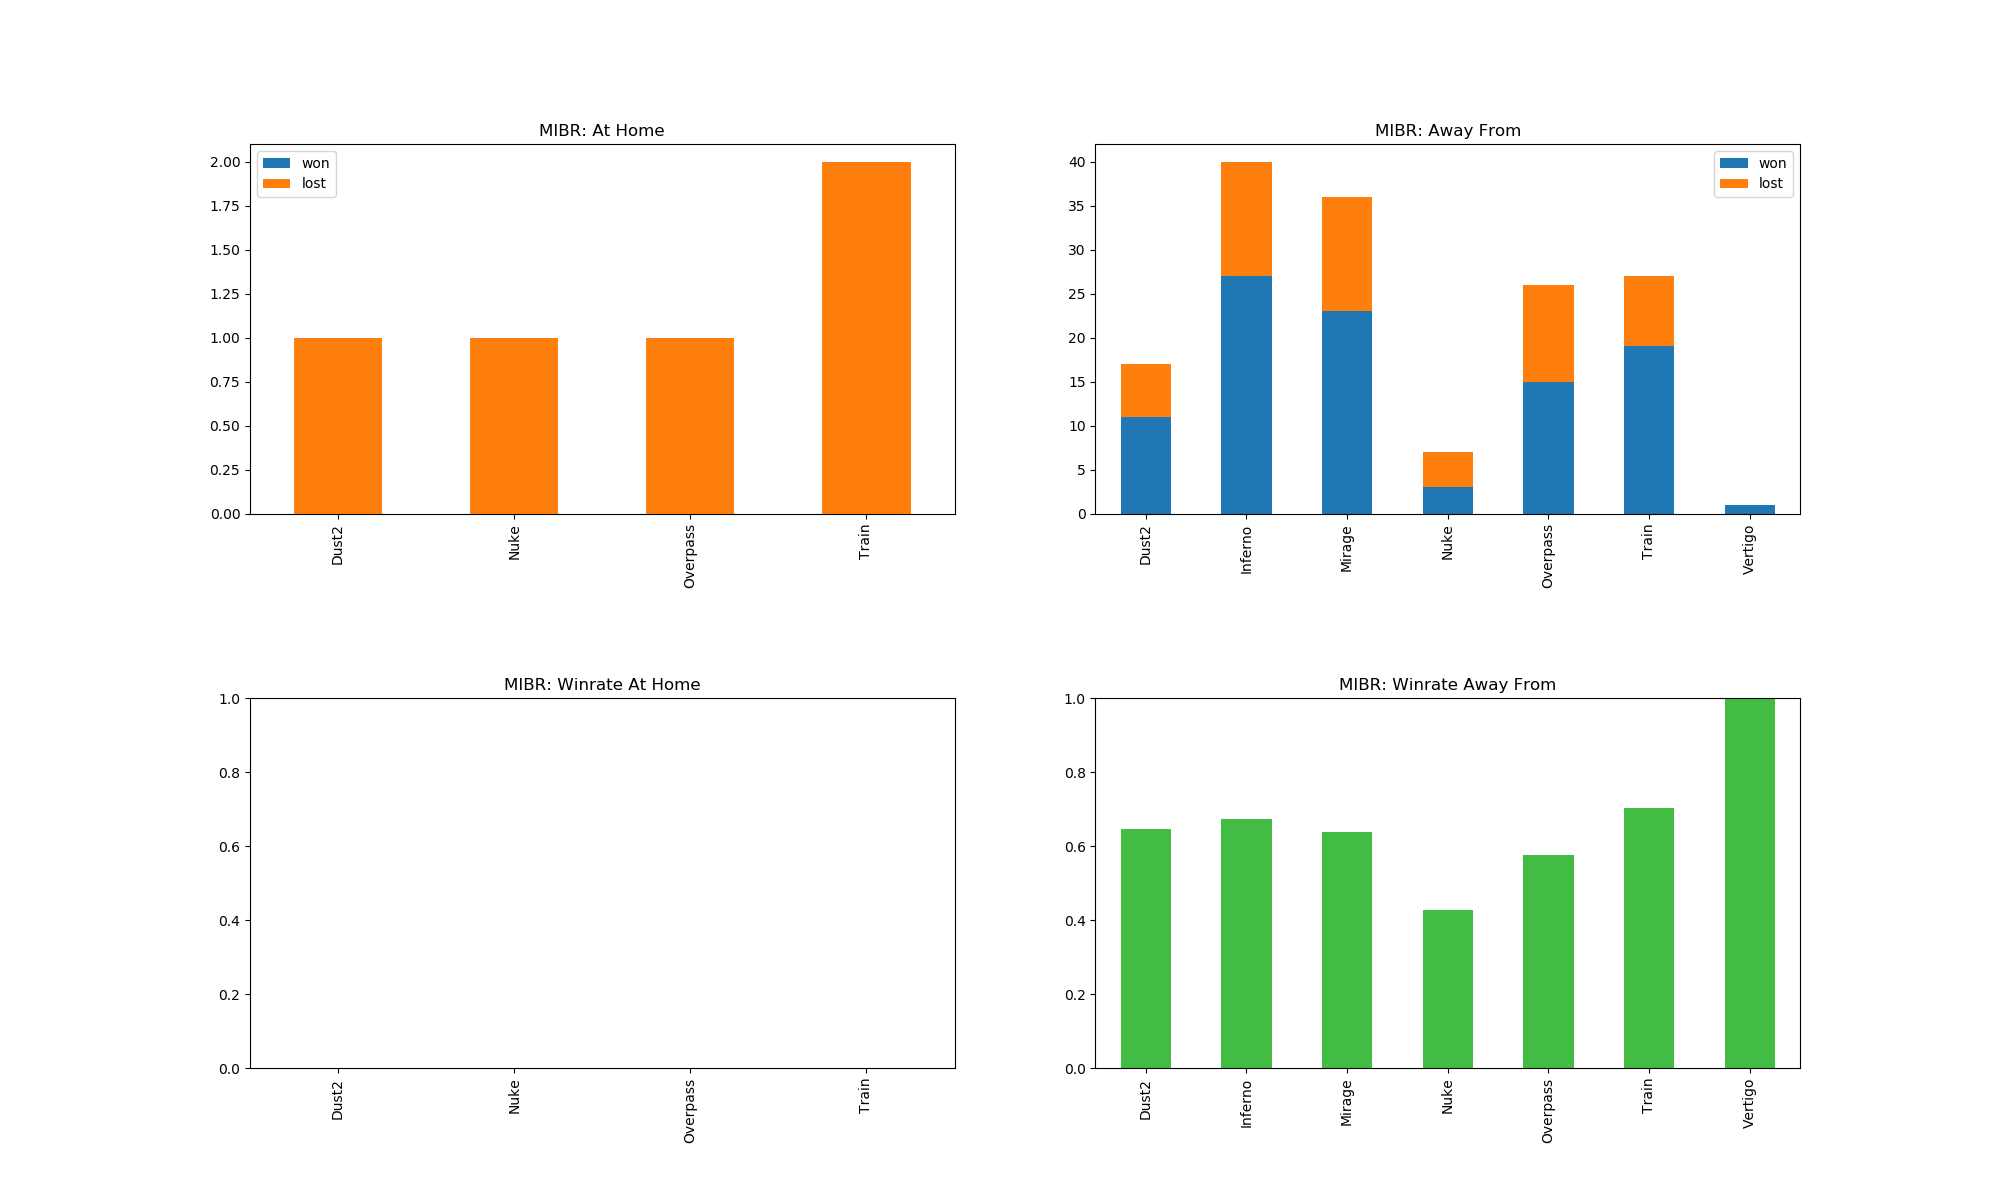 MIBR: At Home
won
lost
2.00
1.75
1.50
1.25
1.00
0.75
0.50
0.25
0.00
Dust2
Nuke
Overpass
Train
MIBR: Away From
won
lost
40
35
30
25
20
15
10
5
0
Dust2
Inferno
Mirage
Nuke
Overpass
Train
Vertigo
MIBR: Winrate At Home
1.0
0.8
0.6
0.4
0.2
0.0
Dust2
Nuke
Overpass
Train
MIBR: Winrate Away From
1.0
0.8
0.6
0.4
0.2
0.0
Dust2
Inferno
Mirage
Nuke
Overpass
Train
Vertigo